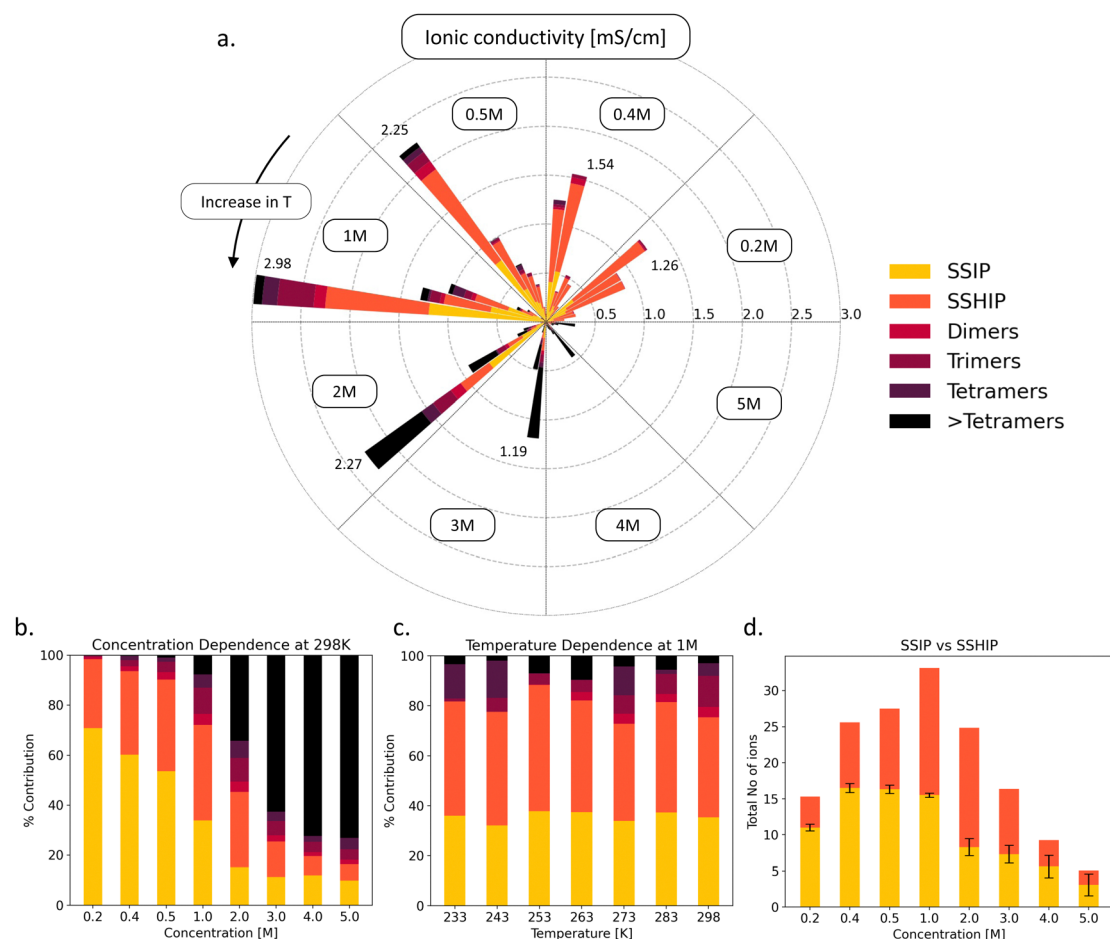 a.
Ionic conductivity [mS/cm]
0.5M
0.4M
2.25
1.54
Increase in T
1M
0.2M
1.26
2.98
0.5 1.0 1.5 2.0 2.5 3.0
SSIP
SSHIP
Dimers
Trimers
Tetramers
>Tetramers
2M
5M
1.19
2.27
3M
4M
b.
Concentration Dependence at 298K
% Contribution
100
80
60
40
20
0
0.2 0.4 0.5 1.0 2.0 3.0 4.0 5.0
Concentration [M]
c.
Temperature Dependence at 1M
% Contribution
100
80
60
40
20
0
233 243 253 263 273 283 298
Temperature [K]
d.
SSIP vs SSHIP
Total No of ions
30
25
20
15
10
5
0
0.2 0.4 0.5 1.0 2.0 3.0 4.0 5.0
Concentration [M]